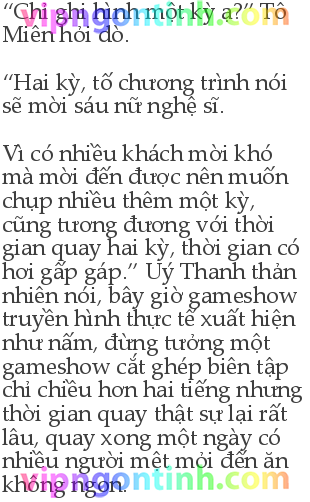 “Chỉ ghi hình một kỳ ạ?” Tô
vipngontinh.com
Miên hỏi dò.
“Hai kỳ, tố chương trình nói
sẽ mời sáu nữ nghệ sĩ.
Vì có nhiều khách mời khó
mà mời đến được nên muốn
chụp nhiều thêm một kỳ,
cũng tương đương với thời
gian quay hai kỳ, thời gian có
hơi gấp gáp.” Uý Thanh thản
nhiên nói, bây giờ gameshow
truyền hình thực tế xuất hiện
như nấm, đừng tưởng một
gameshow cắt ghép biên tập
chỉ chiều hơn hai tiếng nhưng
thời gian quay thật sự lại rất
lâu, quay xong một ngày có
nhiều người mệt mỏi đến ăn
không ngon.
vipngontinh.com